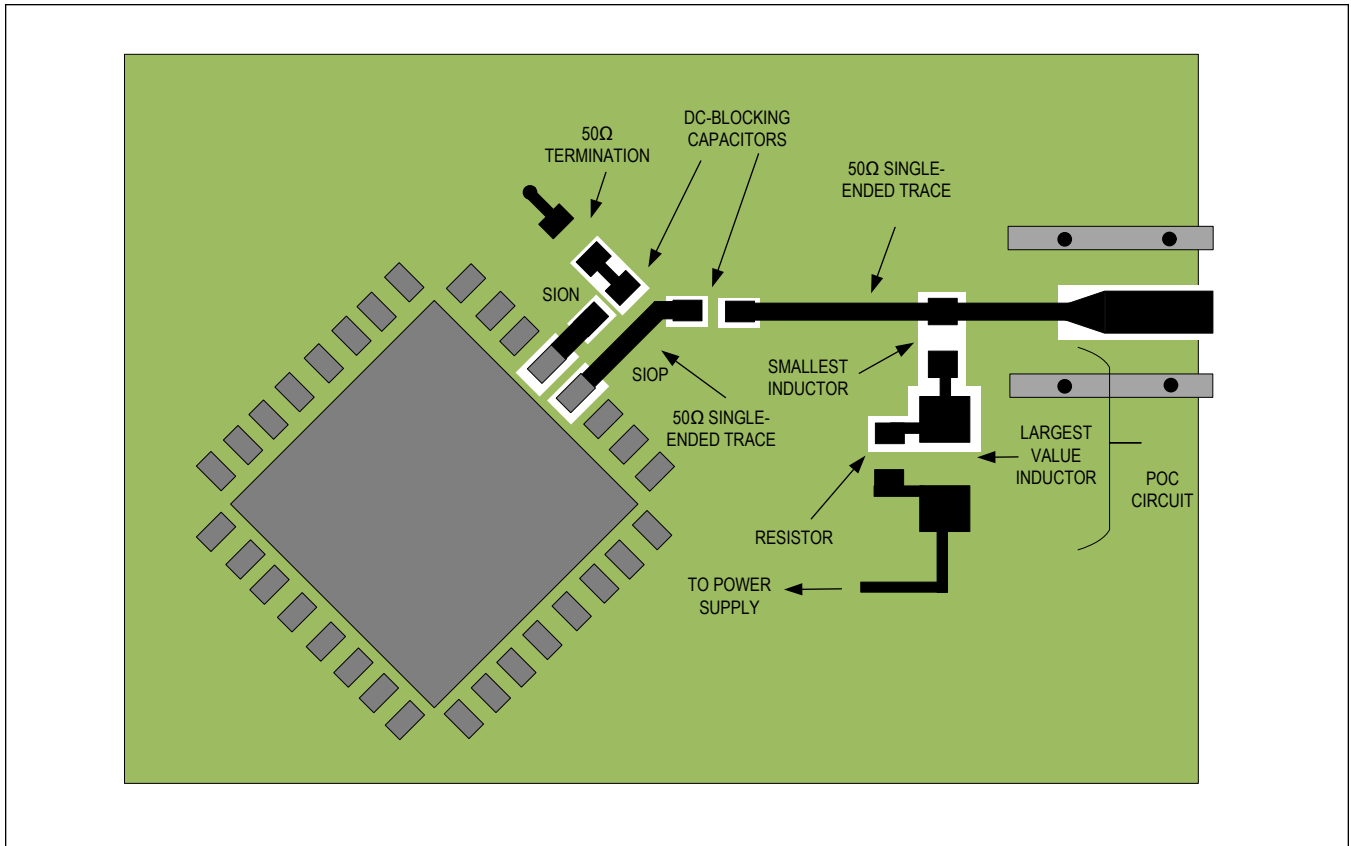 DC-BLOCKING
CAPACITORS
50Ω
TERMINATION
50Ω SINGLE-
ENDED TRACE
SION
SIOP
SMALLEST
INDUCTOR
50Ω SINGLE-
ENDED TRACE
LARGEST
VALUE
INDUCTOR
POC
CIRCUIT
RESISTOR
TO POWER
SUPPLY